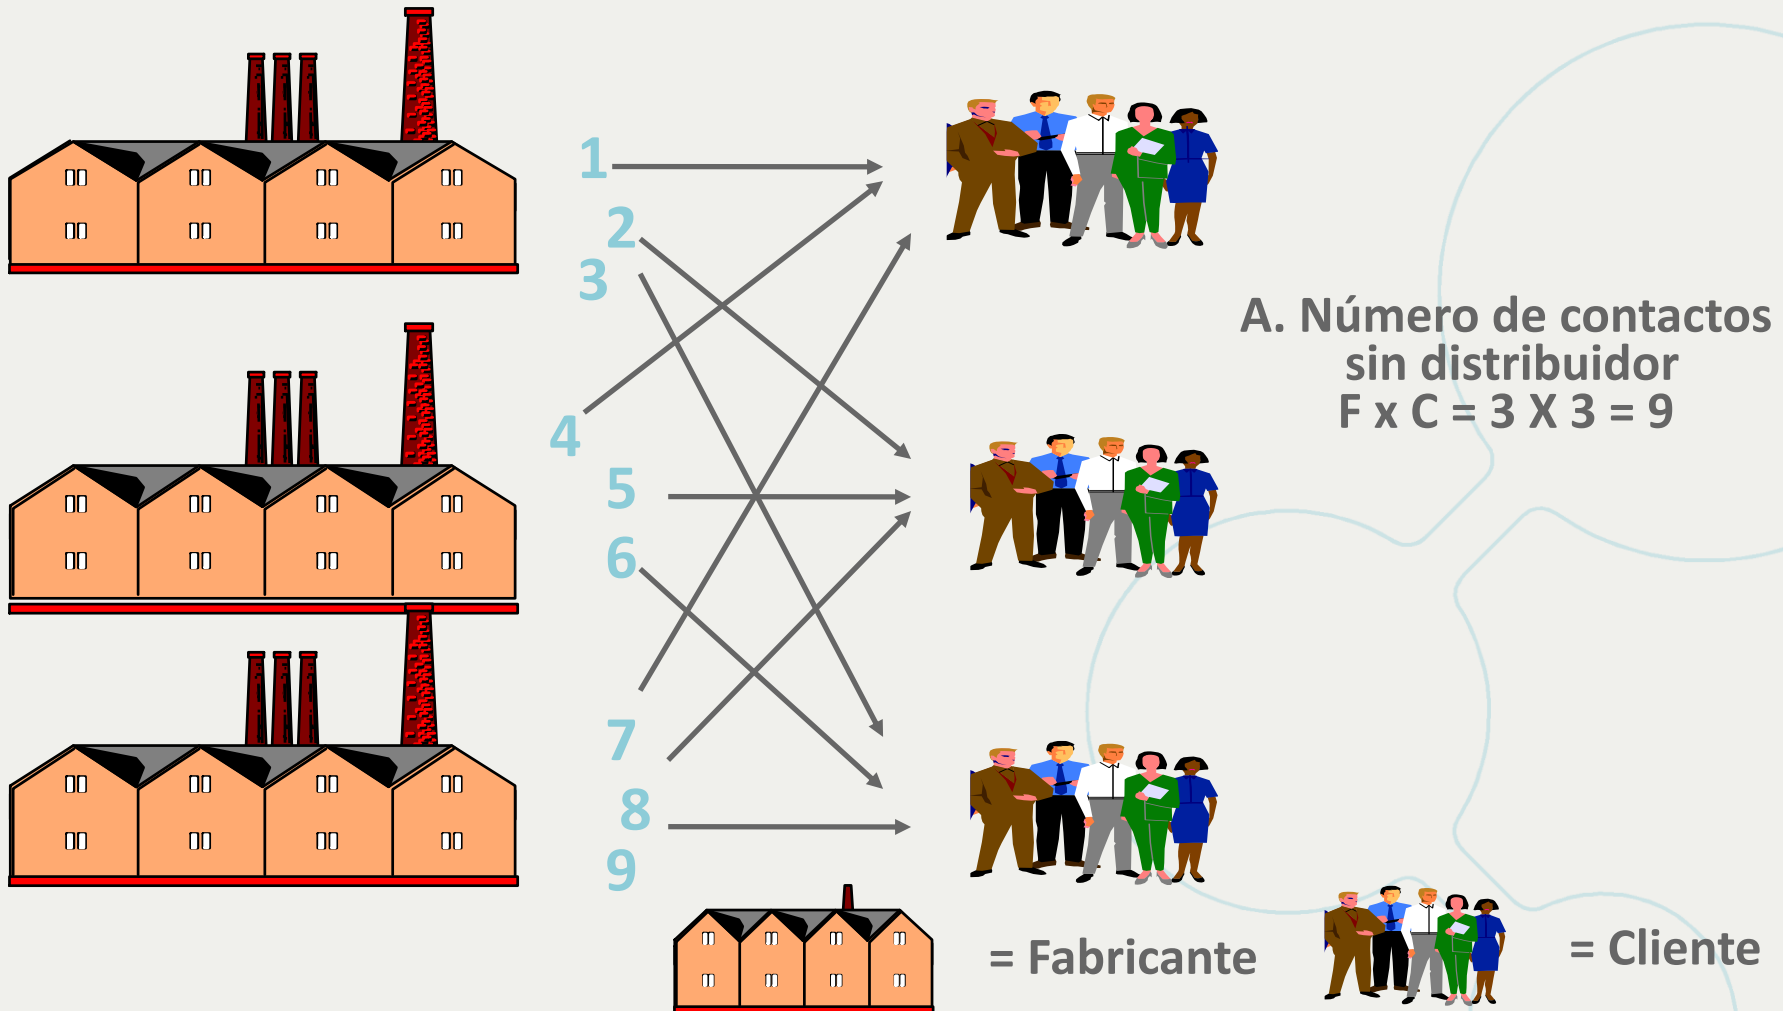 1
2
3
4
5
6
7
8
9
A. Número de contactos
sin distribuidor
F x C = 3 X 3 = 9
= Fabricante
= Cliente